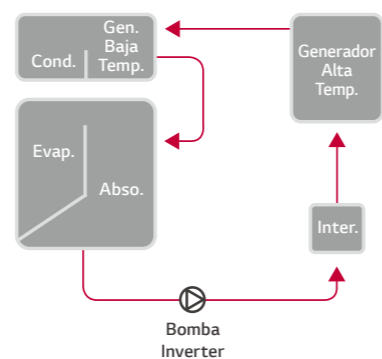 Gen.
Baja
Cond. Temp.
Generador
Alta
Temp.
Evap.
Abso.
Inter.
Bomba
Inverter